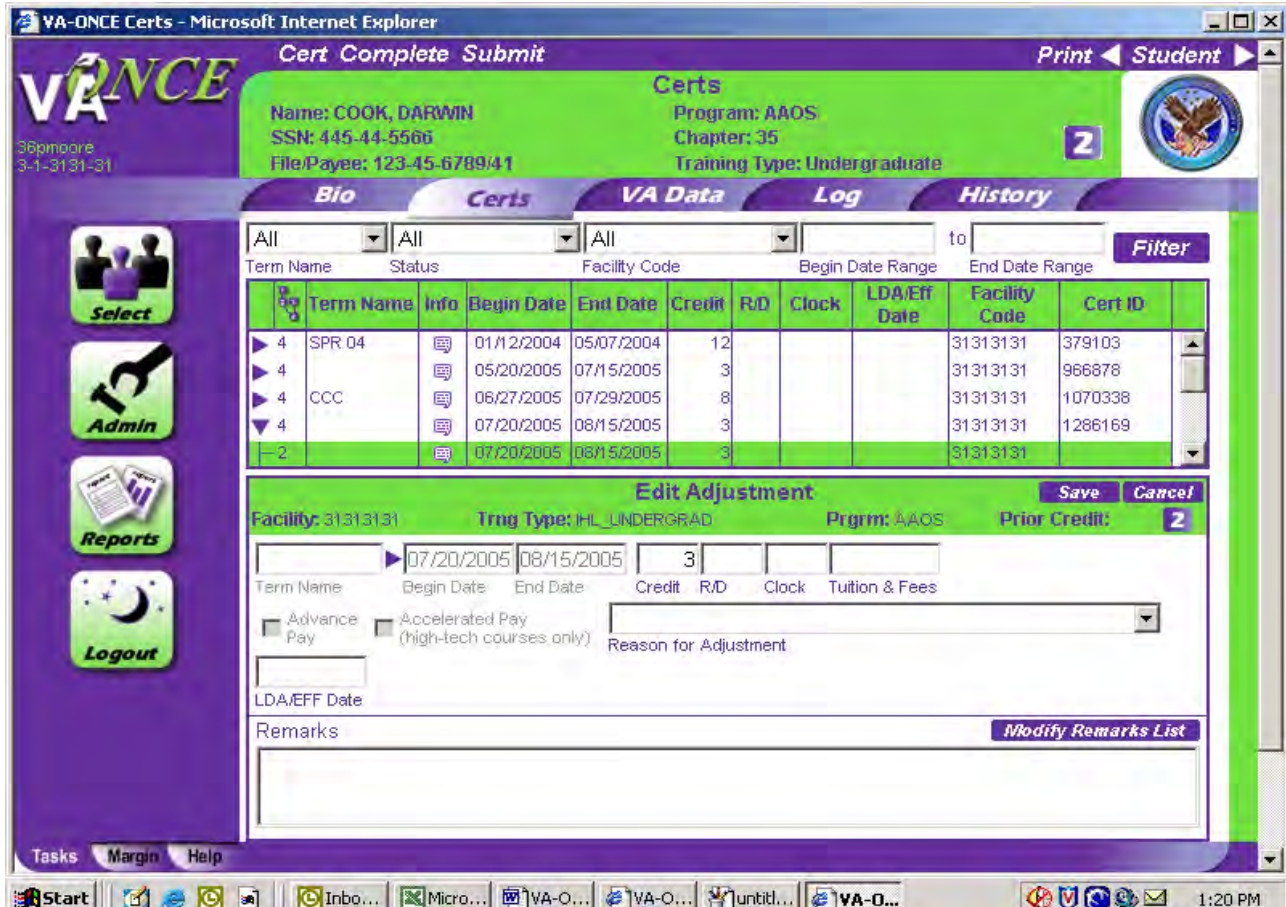 VA-ONCE Certs - Microsoft Internet Explorer
VA ONCE
Cert Complete Submit
Print Student
36pmoore
3-1-3131-31
Certs
Name: COOK, DARWIN Program: AAOS
SSN: 445-44-5566 Chapter: 35
File/Payee: 123-45-6789/41 Training Type: Undergraduate
2
Bio Certs VA Data Log History
Select
Admin
Reports
Logout
All All All to Filter
Term Name Status Facility Code Begin Date Range End Date Range
Term Name Info Begin Date End Date Credit R/D Clock LDA/Eff Date Facility Code Cert ID
4 SPR 04 01/12/2004 05/07/2004 12 31313131 379103
4 05/20/2005 07/15/2005 3 31313131 966878
4 CCC 06/27/2005 07/29/2005 8 31313131 1070338
4 07/20/2005 08/15/2005 3 31313131 1286169
2 07/20/2005 08/15/2005 3 31313131
Edit Adjustment Save Cancel
Facility: 31313131 Trng Type: IHL_UNDERGRAD Prgrm: AAOS Prior Credit: 2
07/20/2005 08/15/2005 3
Term Name Begin Date End Date Credit R/D Clock Tuition & Fees
Advance Pay Accelerated Pay (high-tech courses only)
Reason for Adjustment
LDA/EFF Date
Remarks Modify Remarks List
Tasks Margin Help
Start Inbo... Micro... VA-O... VA-O... untitl... VA-O... 1:20 PM